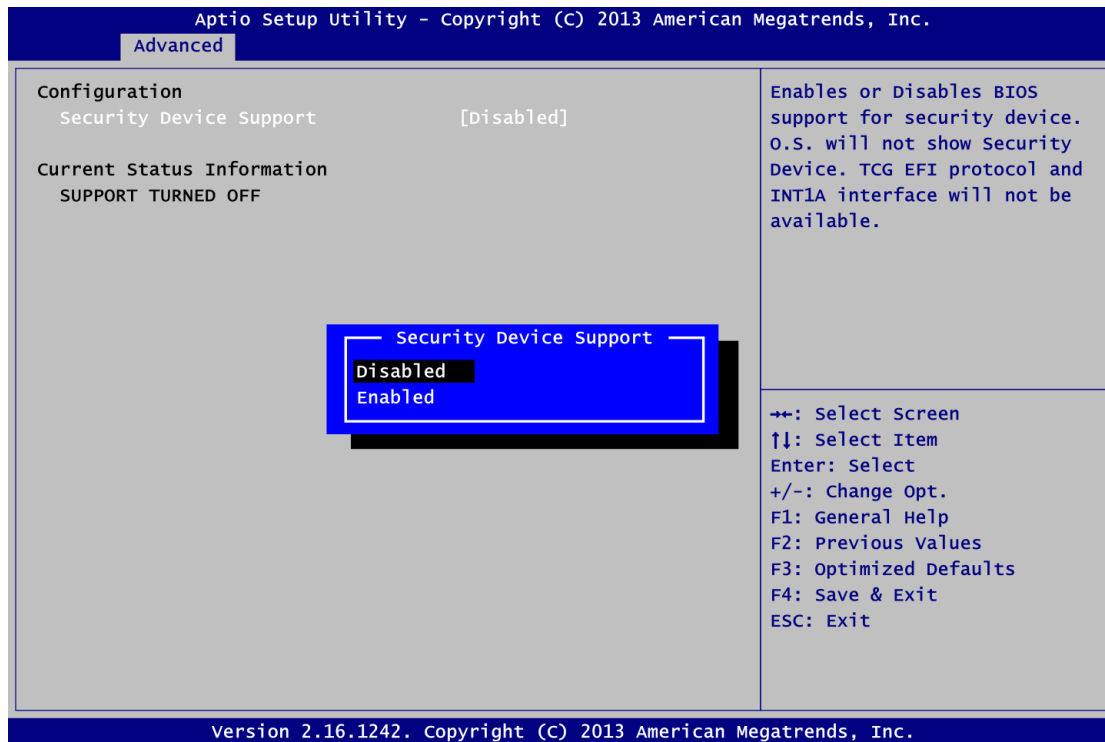 Aptio Setup Utility - Copyright (C) 2013 American Megatrends, Inc.
Advanced
Configuration
Security Device Support [Disabled]
Current Status Information
SUPPORT TURNED OFF
Enables or Disables BIOS
support for security device.
O.S. will not show Security
Device. TCG EFI protocol and
INT1A interface will not be
available.
Security Device Support
Disabled
Enabled
→←: Select Screen
↑↓: Select Item
Enter: Select
+/-: Change Opt.
F1: General Help
F2: Previous Values
F3: Optimized Defaults
F4: Save & Exit
ESC: Exit
Version 2.16.1242. Copyright (C) 2013 American Megatrends, Inc.